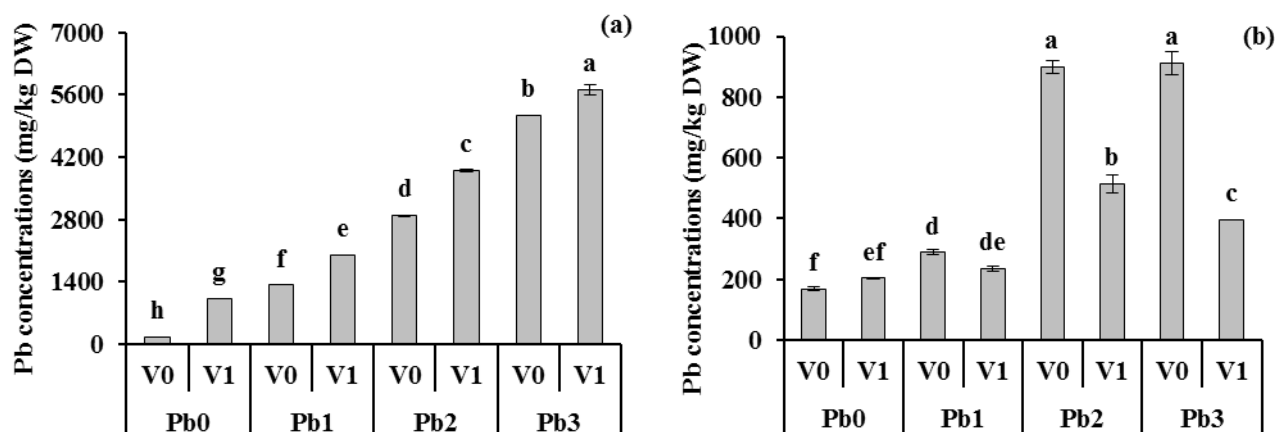 (a)
Pb concentrations (mg/kg DW)
7000
5600
4200
2800
1400
0
h
g
f
e
d
c
b
a
V0 V1 V0 V1 V0 V1 V0 V1
Pb0 Pb1 Pb2 Pb3
(b)
Pb concentrations (mg/kg DW)
1000
800
600
400
200
0
f
ef
d
de
a
b
a
c
V0 V1 V0 V1 V0 V1 V0 V1
Pb0 Pb1 Pb2 Pb3